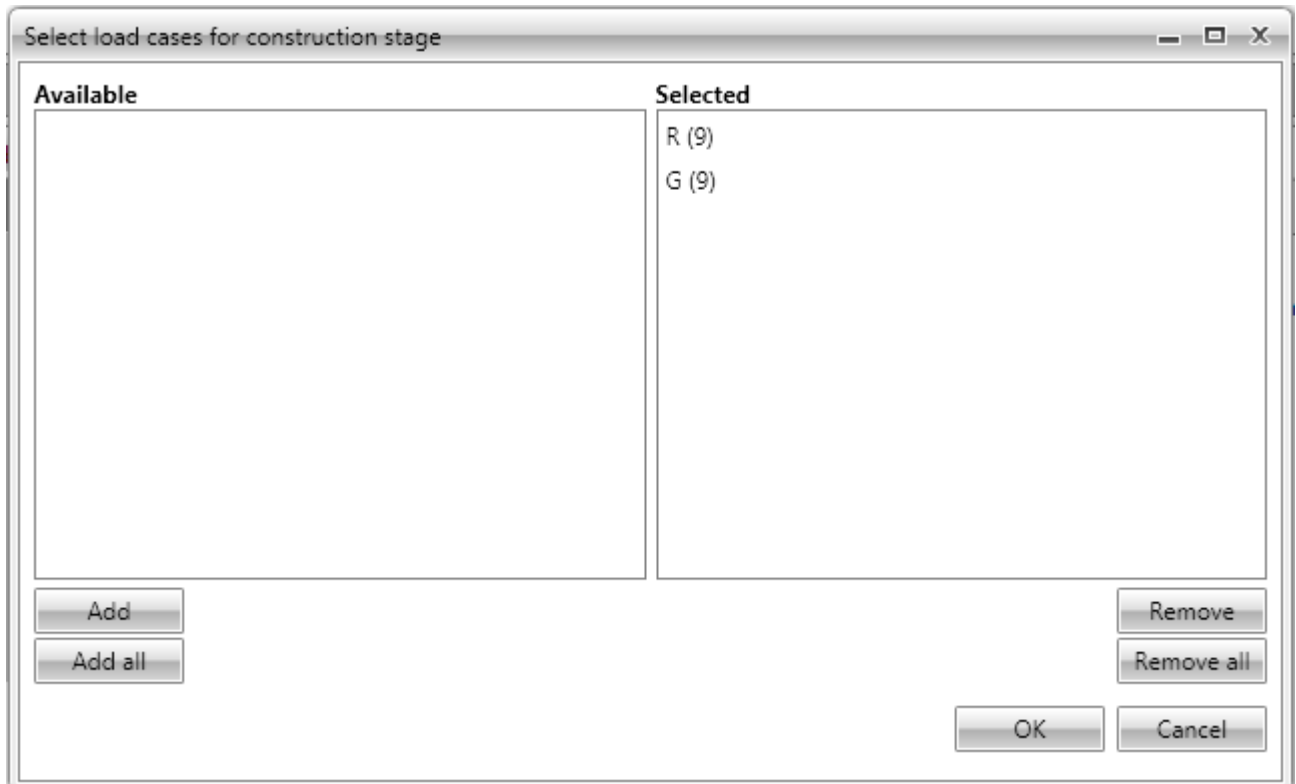 Select load cases for construction stage
Available
Selected
R (9)
G (9)
Add
Remove
Add all
Remove all
OK
Cancel